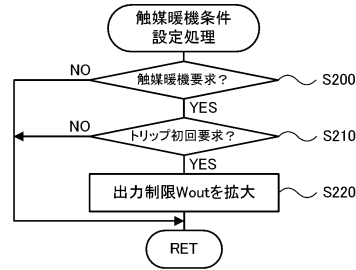 触媒暖機条件
設定処理
NO
触媒暖機要求？
S200
YES
NO
トリップ初回要求？
S210
YES
出力制限Woutを拡大
S220
RET